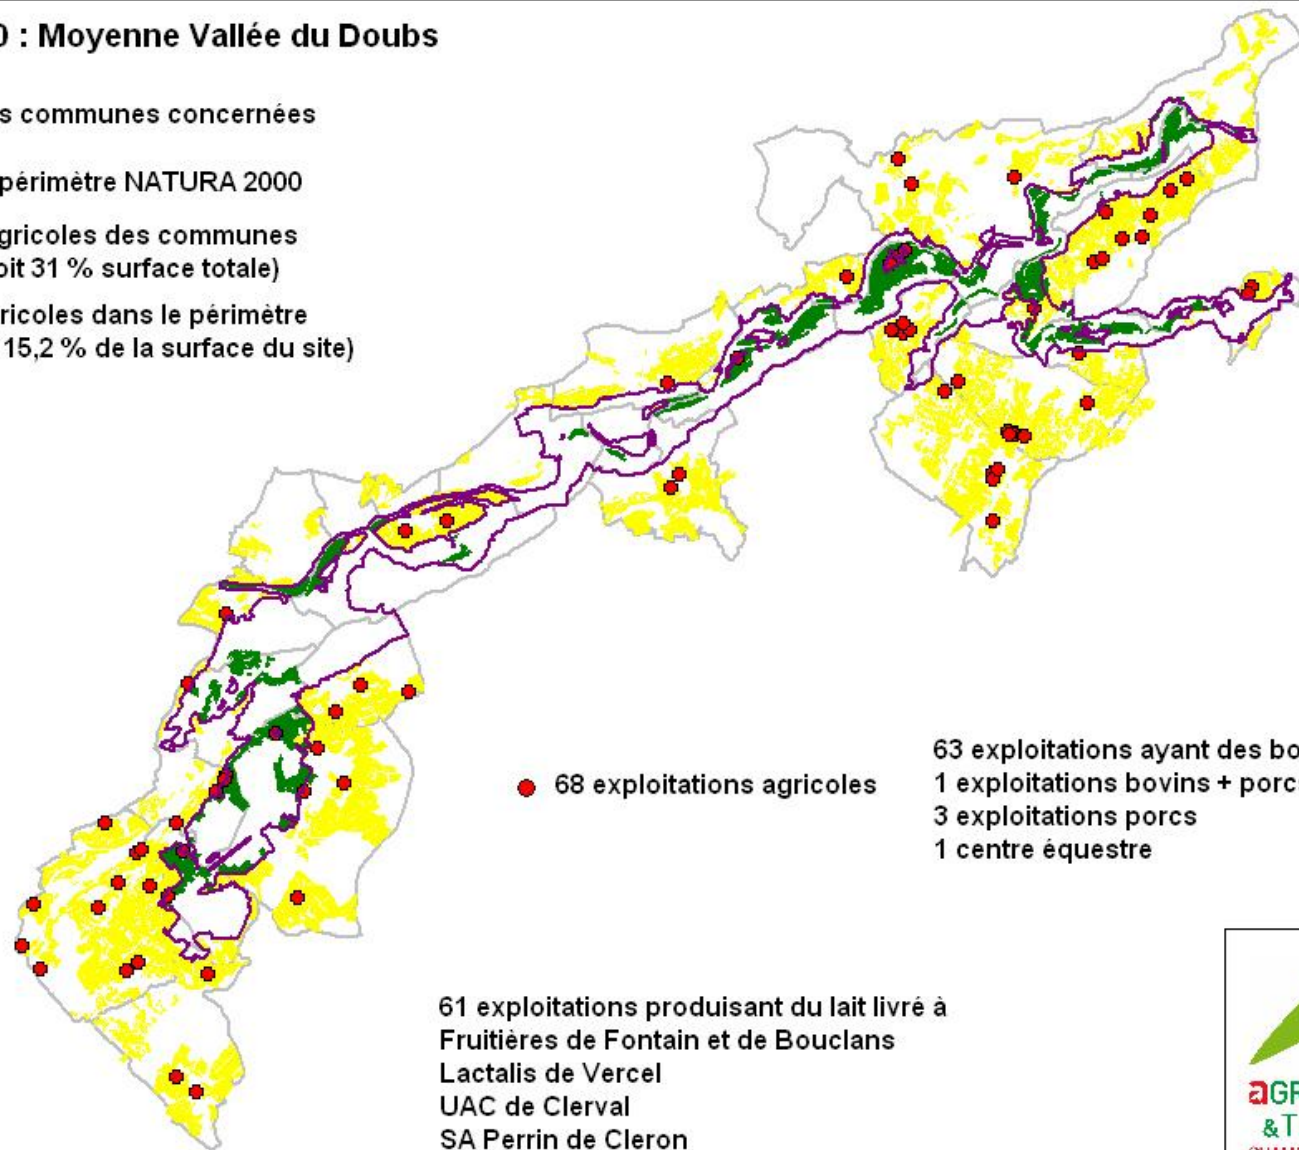 0 : Moyenne Vallée du Doubs
s communes concernées
périmètre NATURA 2000
gricoles des communes
oit 31 % surface totale)
ricoles dans le périmètre
15,2 % de la surface du site)
68 exploitations agricoles
63 exploitations ayant des bo
1 exploitations bovins + porc
3 exploitations porcs
1 centre équestre
61 exploitations produisant du lait livré à
Fruitières de Fontain et de Bouclans
Lactalis de Vercel
UAC de Clerval
SA Perrin de Cleron
aGR
&T